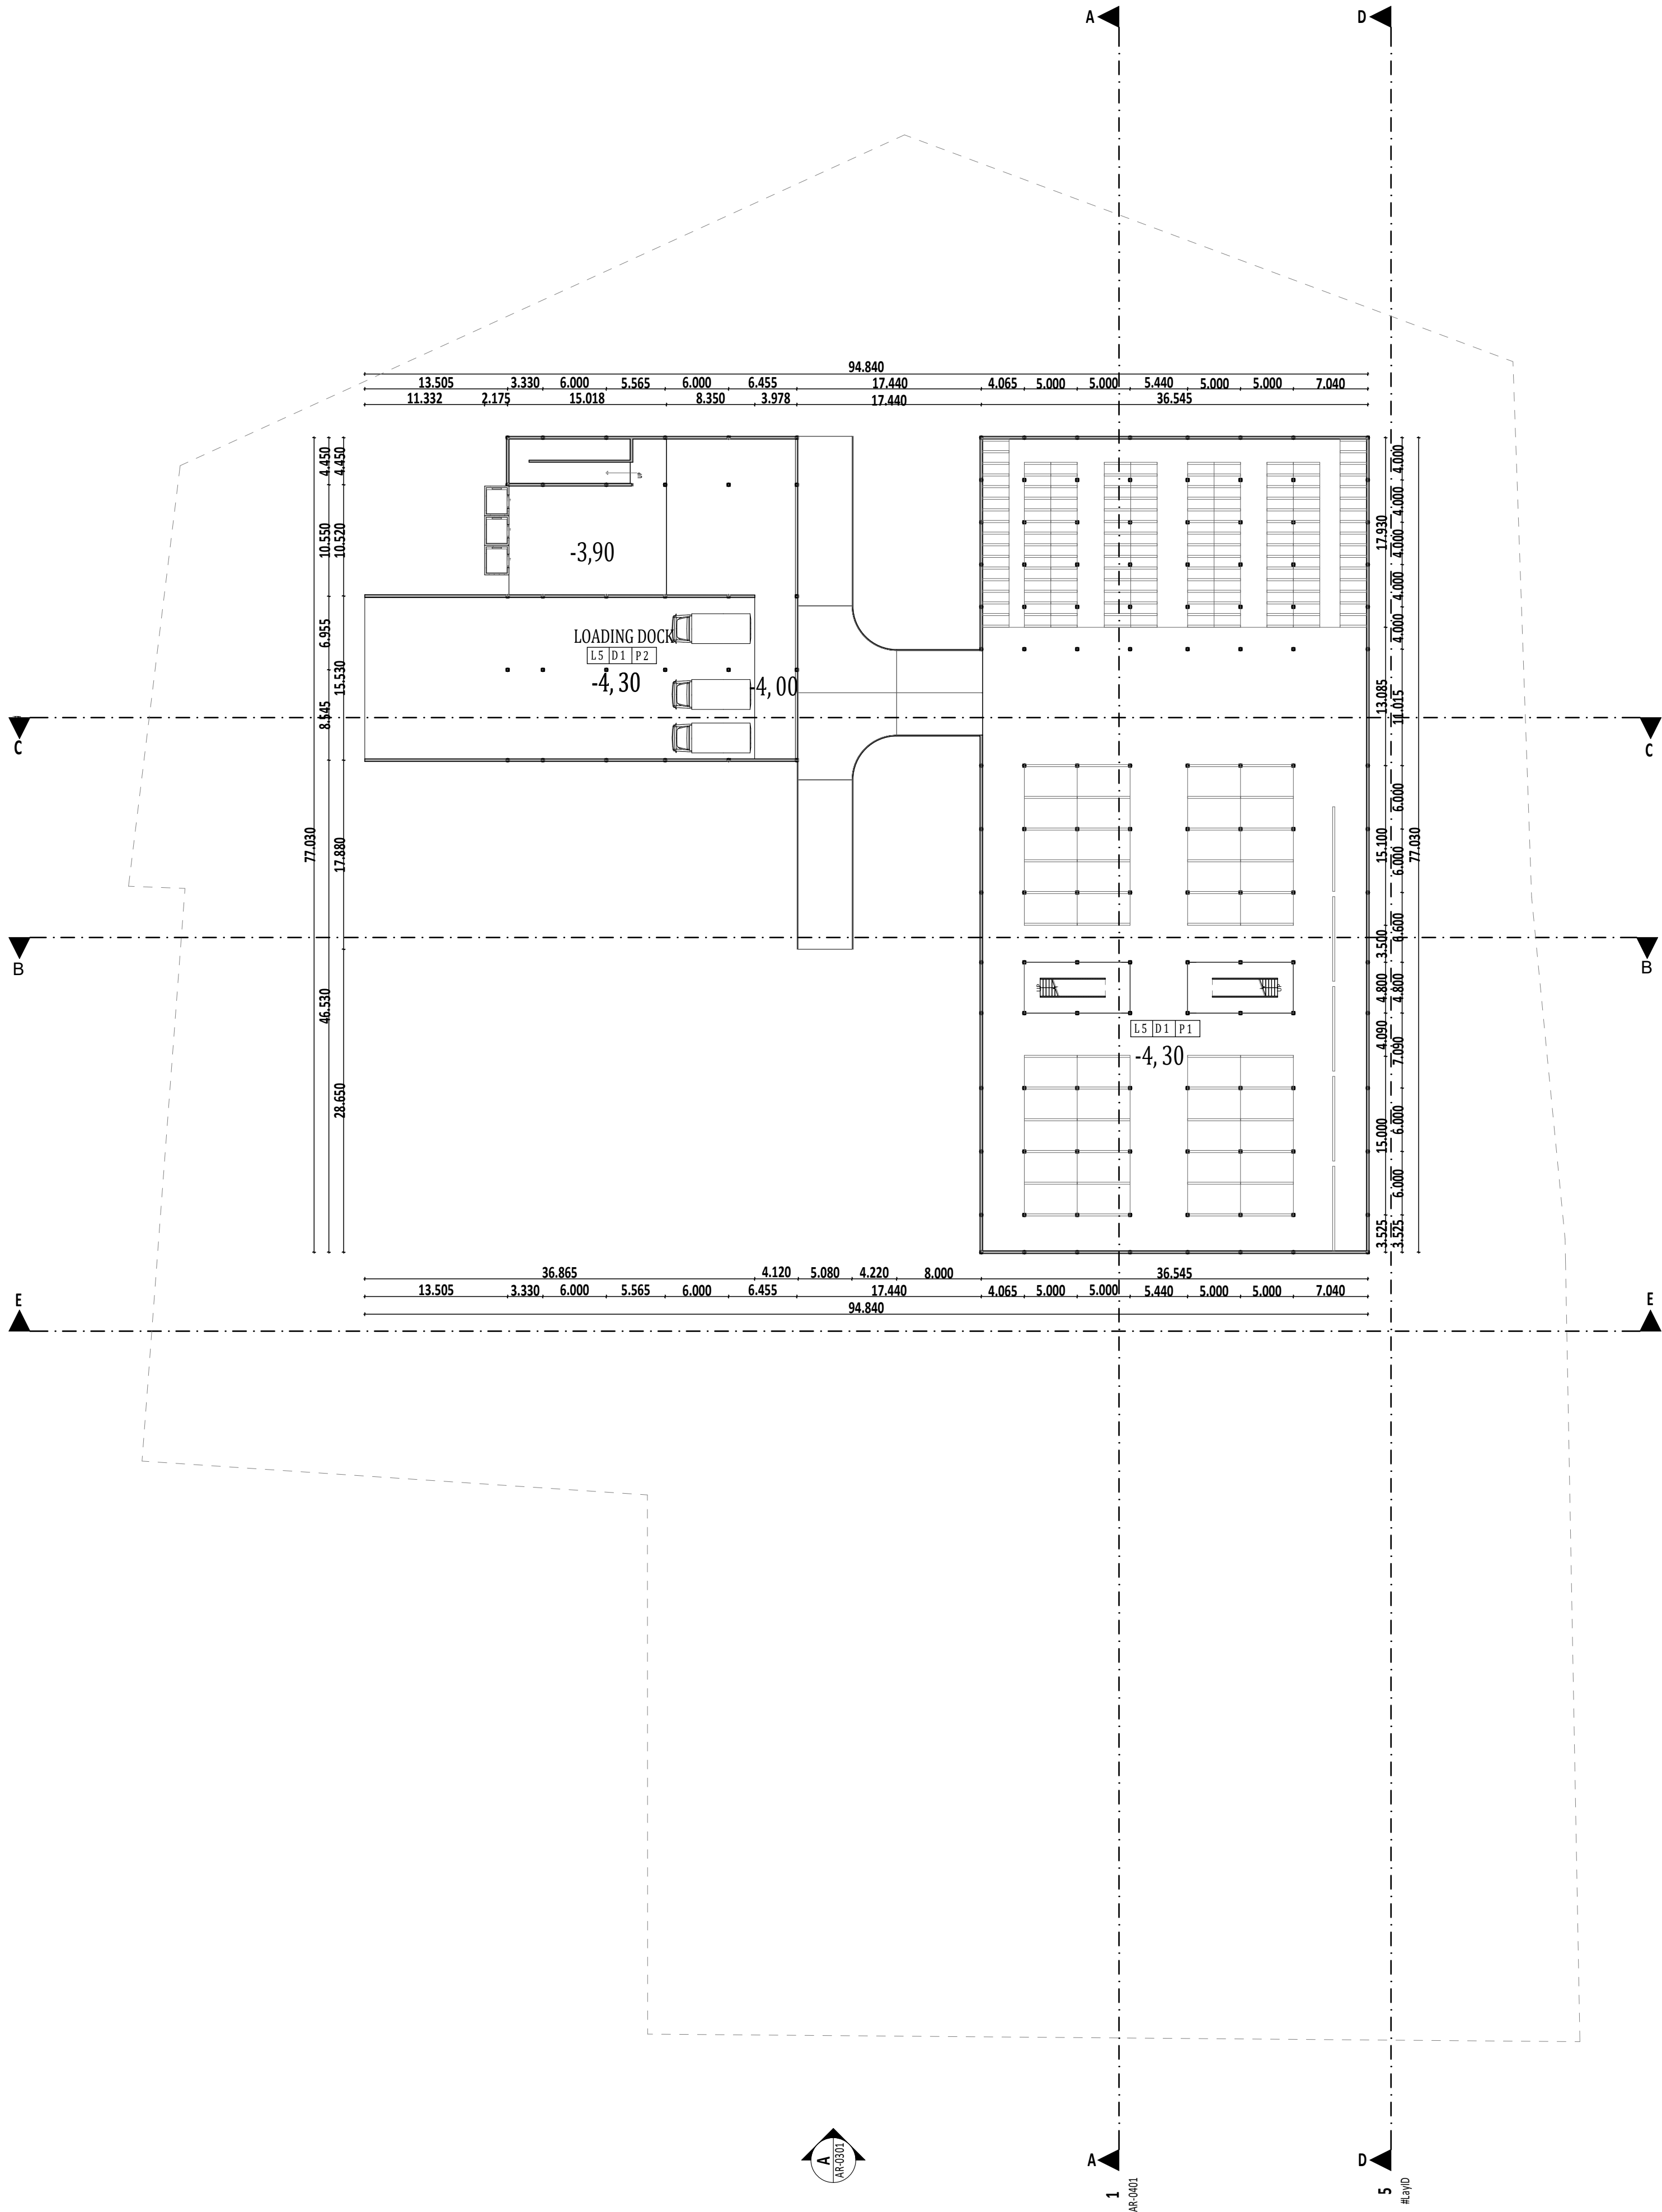 A
D
94.840
13.505 3.330 6.000 5.565 6.000 6.455 17.440 4.065 5.000 5.000 5.440 5.000 5.000 7.040
11.332 2.175 15.018 8.350 3.978 17.440 36.545
77.030
4.450 10.550 6.955 8.545 46.530
4.450 10.520 15.530 17.880 28.650
UP
-3,90
LOADING DOCK
L5 D1 P2
-4,30
-4,00
17.930 13.085 15.100 3.500 4.800 4.090 15.000 3.525
4.000 4.000 4.000 4.000 4.000 11.015 6.000 6.000 6.600 4.800 7.090 6.000 6.000 3.525
77.030
C
C
B
B
UP
UP
L5 D1 P1
-4,30
36.865 4.120 5.080 4.220 8.000 36.545
13.505 3.330 6.000 5.565 6.000 6.455 17.440 4.065 5.000 5.000 5.440 5.000 5.000 7.040
94.840
E
E
A
AR-0301
A
D
1
AR-0401
5
#LayID